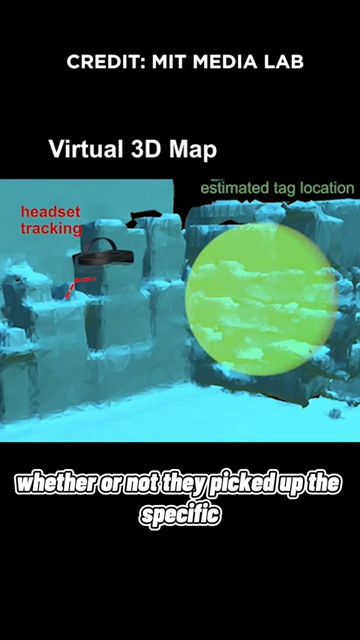 CREDIT: MIT MEDIA LAB
Virtual 3D Map
estimated tag location
headset
tracking
whether or not they picked up the
specific